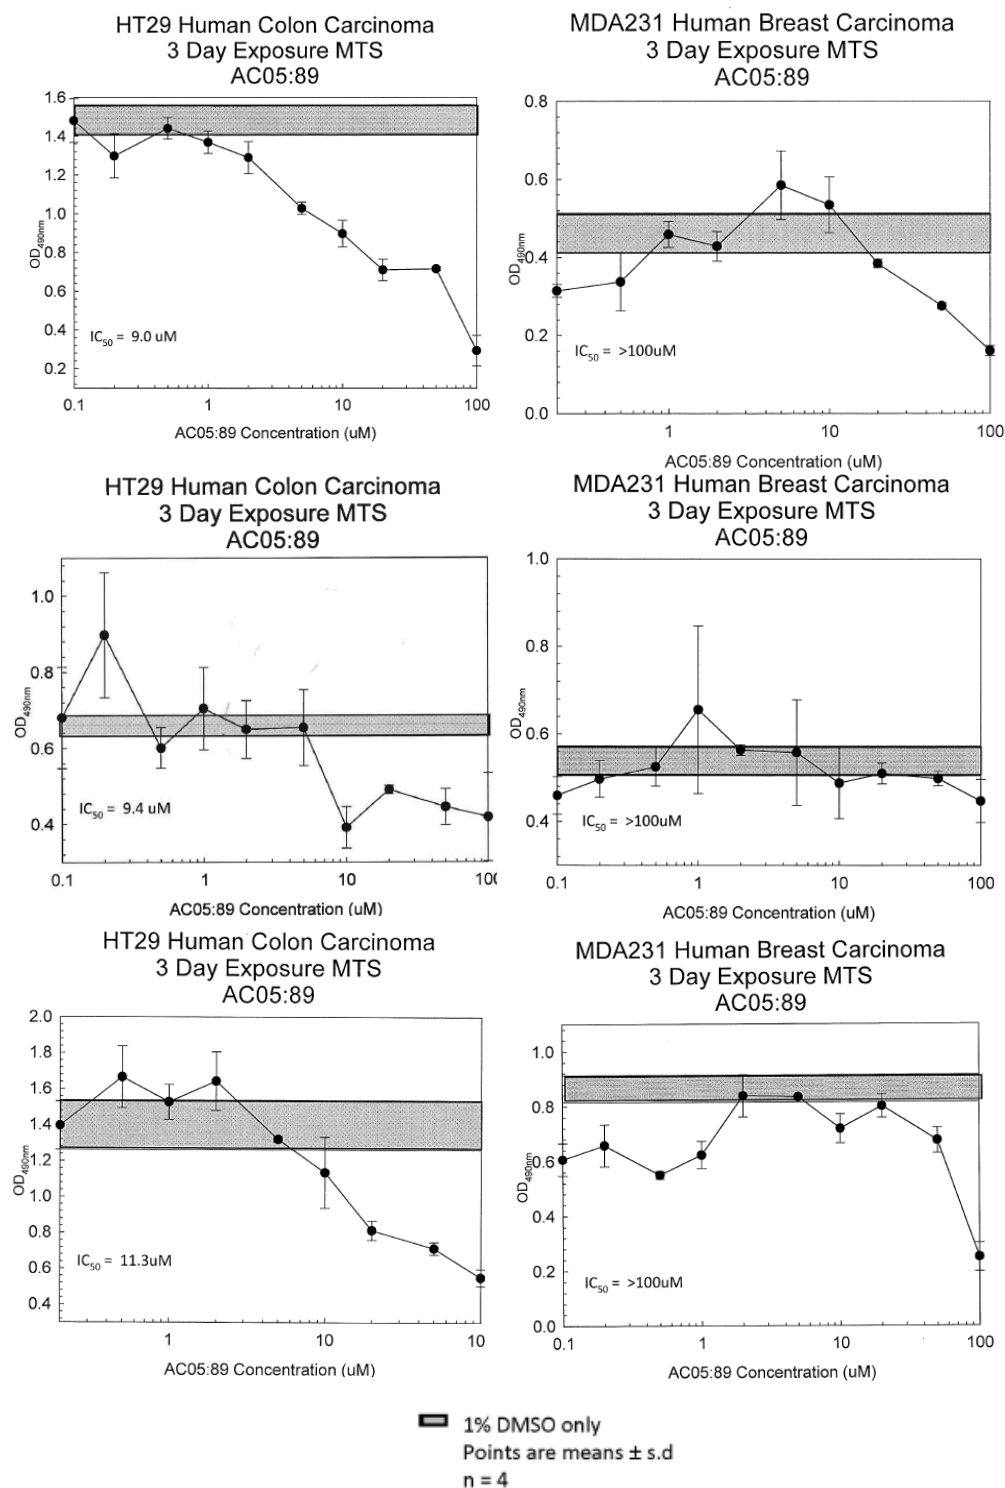 HT29 Human Colon Carcinoma
3 Day Exposure MTS
AC05:89
1.6
1.4
1.2
1.0
0.8
0.6
0.4
0.2
OD490nm
IC50 = 9.0 uM
0.1 1 10 100
AC05:89 Concentration (uM)
MDA231 Human Breast Carcinoma
3 Day Exposure MTS
AC05:89
0.8
0.6
0.4
0.2
0.0
OD490nm
IC50 = >100uM
1 10 100
AC05:89 Concentration (uM)
HT29 Human Colon Carcinoma
3 Day Exposure MTS
AC05:89
1.0
0.8
0.6
0.4
OD490nm
IC50 = 9.4 uM
0.1 1 10 100
AC05:89 Concentration (uM)
MDA231 Human Breast Carcinoma
3 Day Exposure MTS
AC05:89
1.0
0.8
0.6
0.4
OD490nm
IC50 = >100uM
0.1 1 10 100
AC05:89 Concentration (uM)
HT29 Human Colon Carcinoma
3 Day Exposure MTS
AC05:89
2.0
1.8
1.6
1.4
1.2
1.0
0.8
0.6
0.4
OD490nm
IC50 = 11.3uM
1 10 10
AC05:89 Concentration (uM)
MDA231 Human Breast Carcinoma
3 Day Exposure MTS
AC05:89
1.0
0.8
0.6
0.4
0.2
0.0
OD490nm
IC50 = >100uM
0.1 1 10 100
AC05:89 Concentration (uM)
1% DMSO only
Points are means ± s.d
n = 4